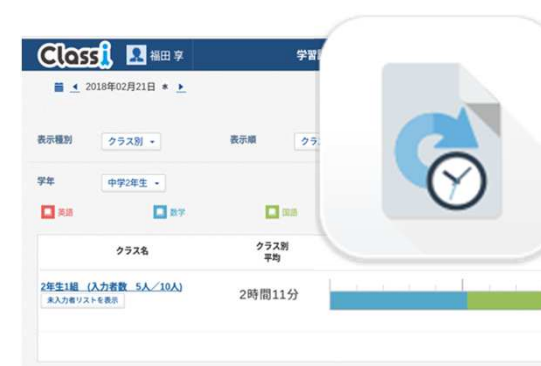 Classi 福田 享 学習
2018年02月21日 水
表示種別 クラス別 表示順 クラ
学年 中学2年生
英語 数学 国語
クラス名 クラス別
平均
2年生1組 (入力者数 5人／10人) 2時間11分
未入力者リストを表示